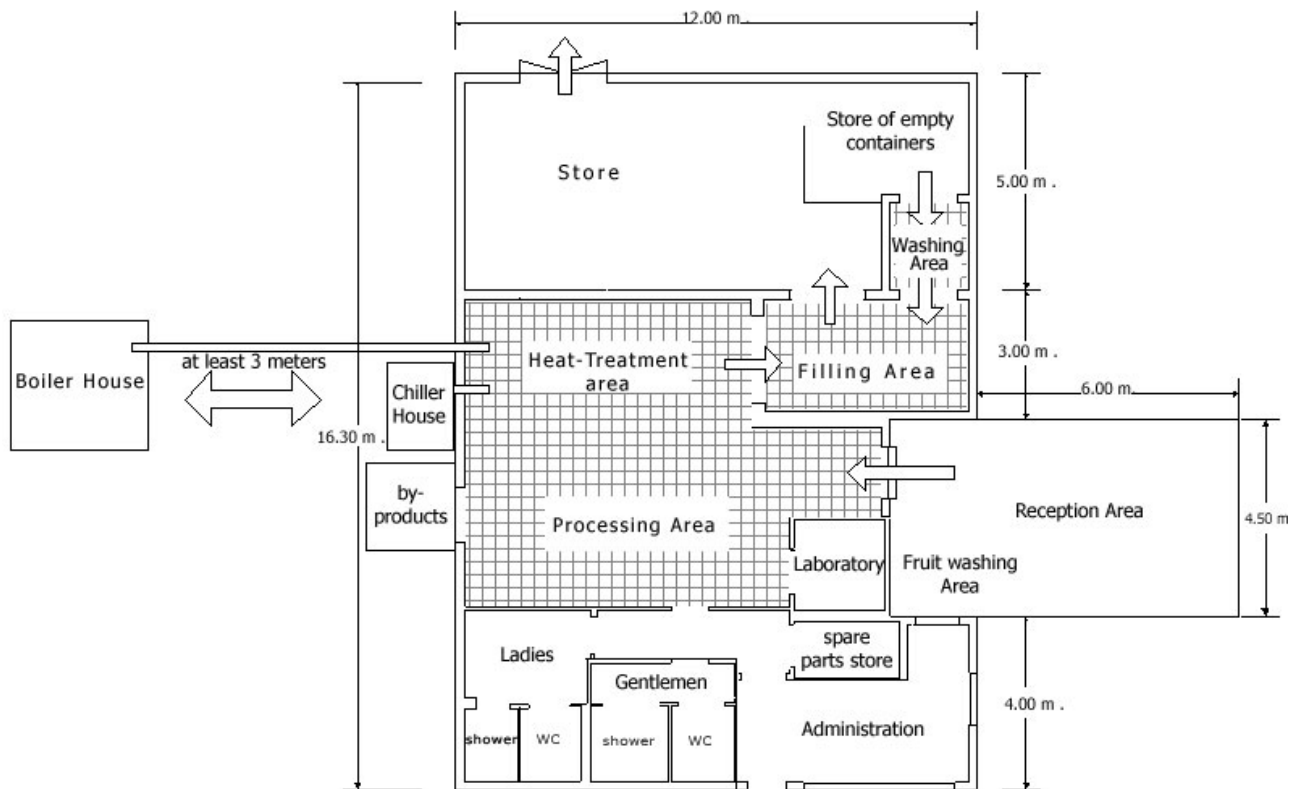 12.00 m .
Store of empty
containers
Store
5.00 m .
Washing
Area
Boiler House
at least 3 meters
Chiller
House
Heat-Treatment
area
Filling Area
3.00 m .
6.00 m.
16.30 m .
by-
products
Processing Area
Reception Area
4.50 m
Laboratory
Fruit washing
Area
spare
parts store
Ladies
Gentlemen
Administration
4.00 m .
shower
WC
shower
WC